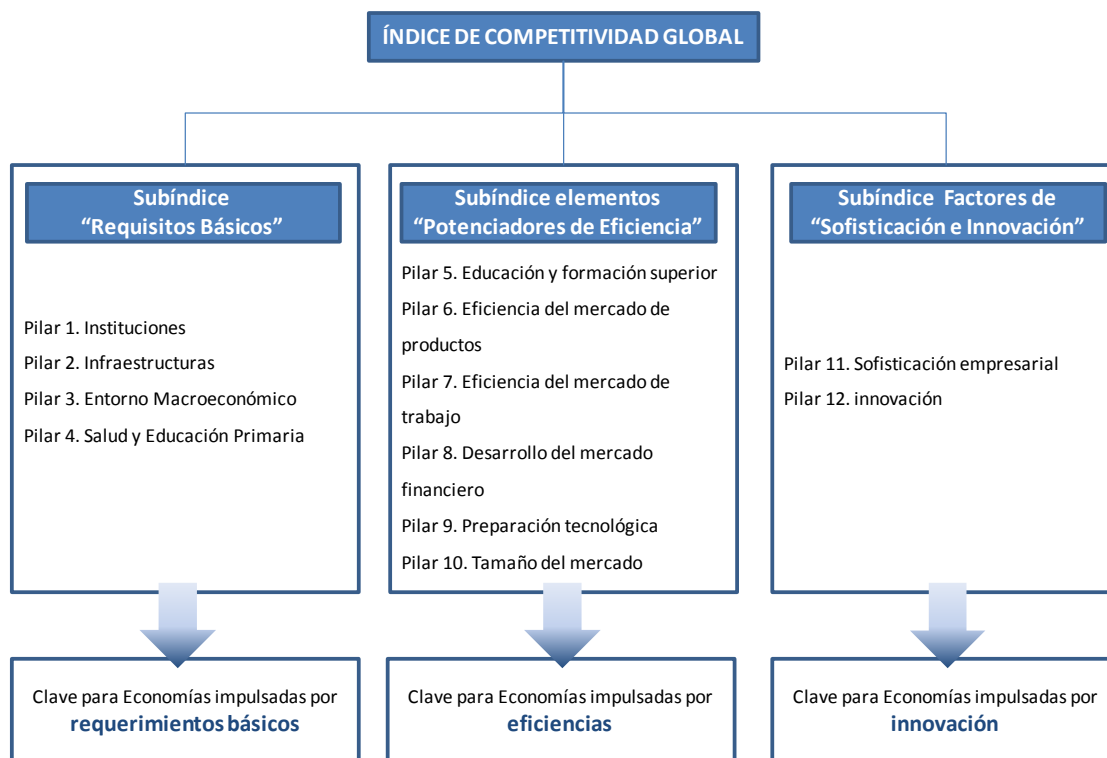 ÍNDICE DE COMPETITIVIDAD GLOBAL
Subíndice
“Requisitos Básicos”
Pilar 1. Instituciones
Pilar 2. Infraestructuras
Pilar 3. Entorno Macroeconómico
Pilar 4. Salud y Educación Primaria
Clave para Economías impulsadas por
requerimientos básicos
Subíndice elementos
“Potenciadores de Eficiencia”
Pilar 5. Educación y formación superior
Pilar 6. Eficiencia del mercado de
productos
Pilar 7. Eficiencia del mercado de
trabajo
Pilar 8. Desarrollo del mercado
financiero
Pilar 9. Preparación tecnológica
Pilar 10. Tamaño del mercado
Clave para Economías impulsadas por
eficiencias
Subíndice Factores de
“Sofisticación e Innovación”
Pilar 11. Sofisticación empresarial
Pilar 12. innovación
Clave para Economías impulsadas por
innovación